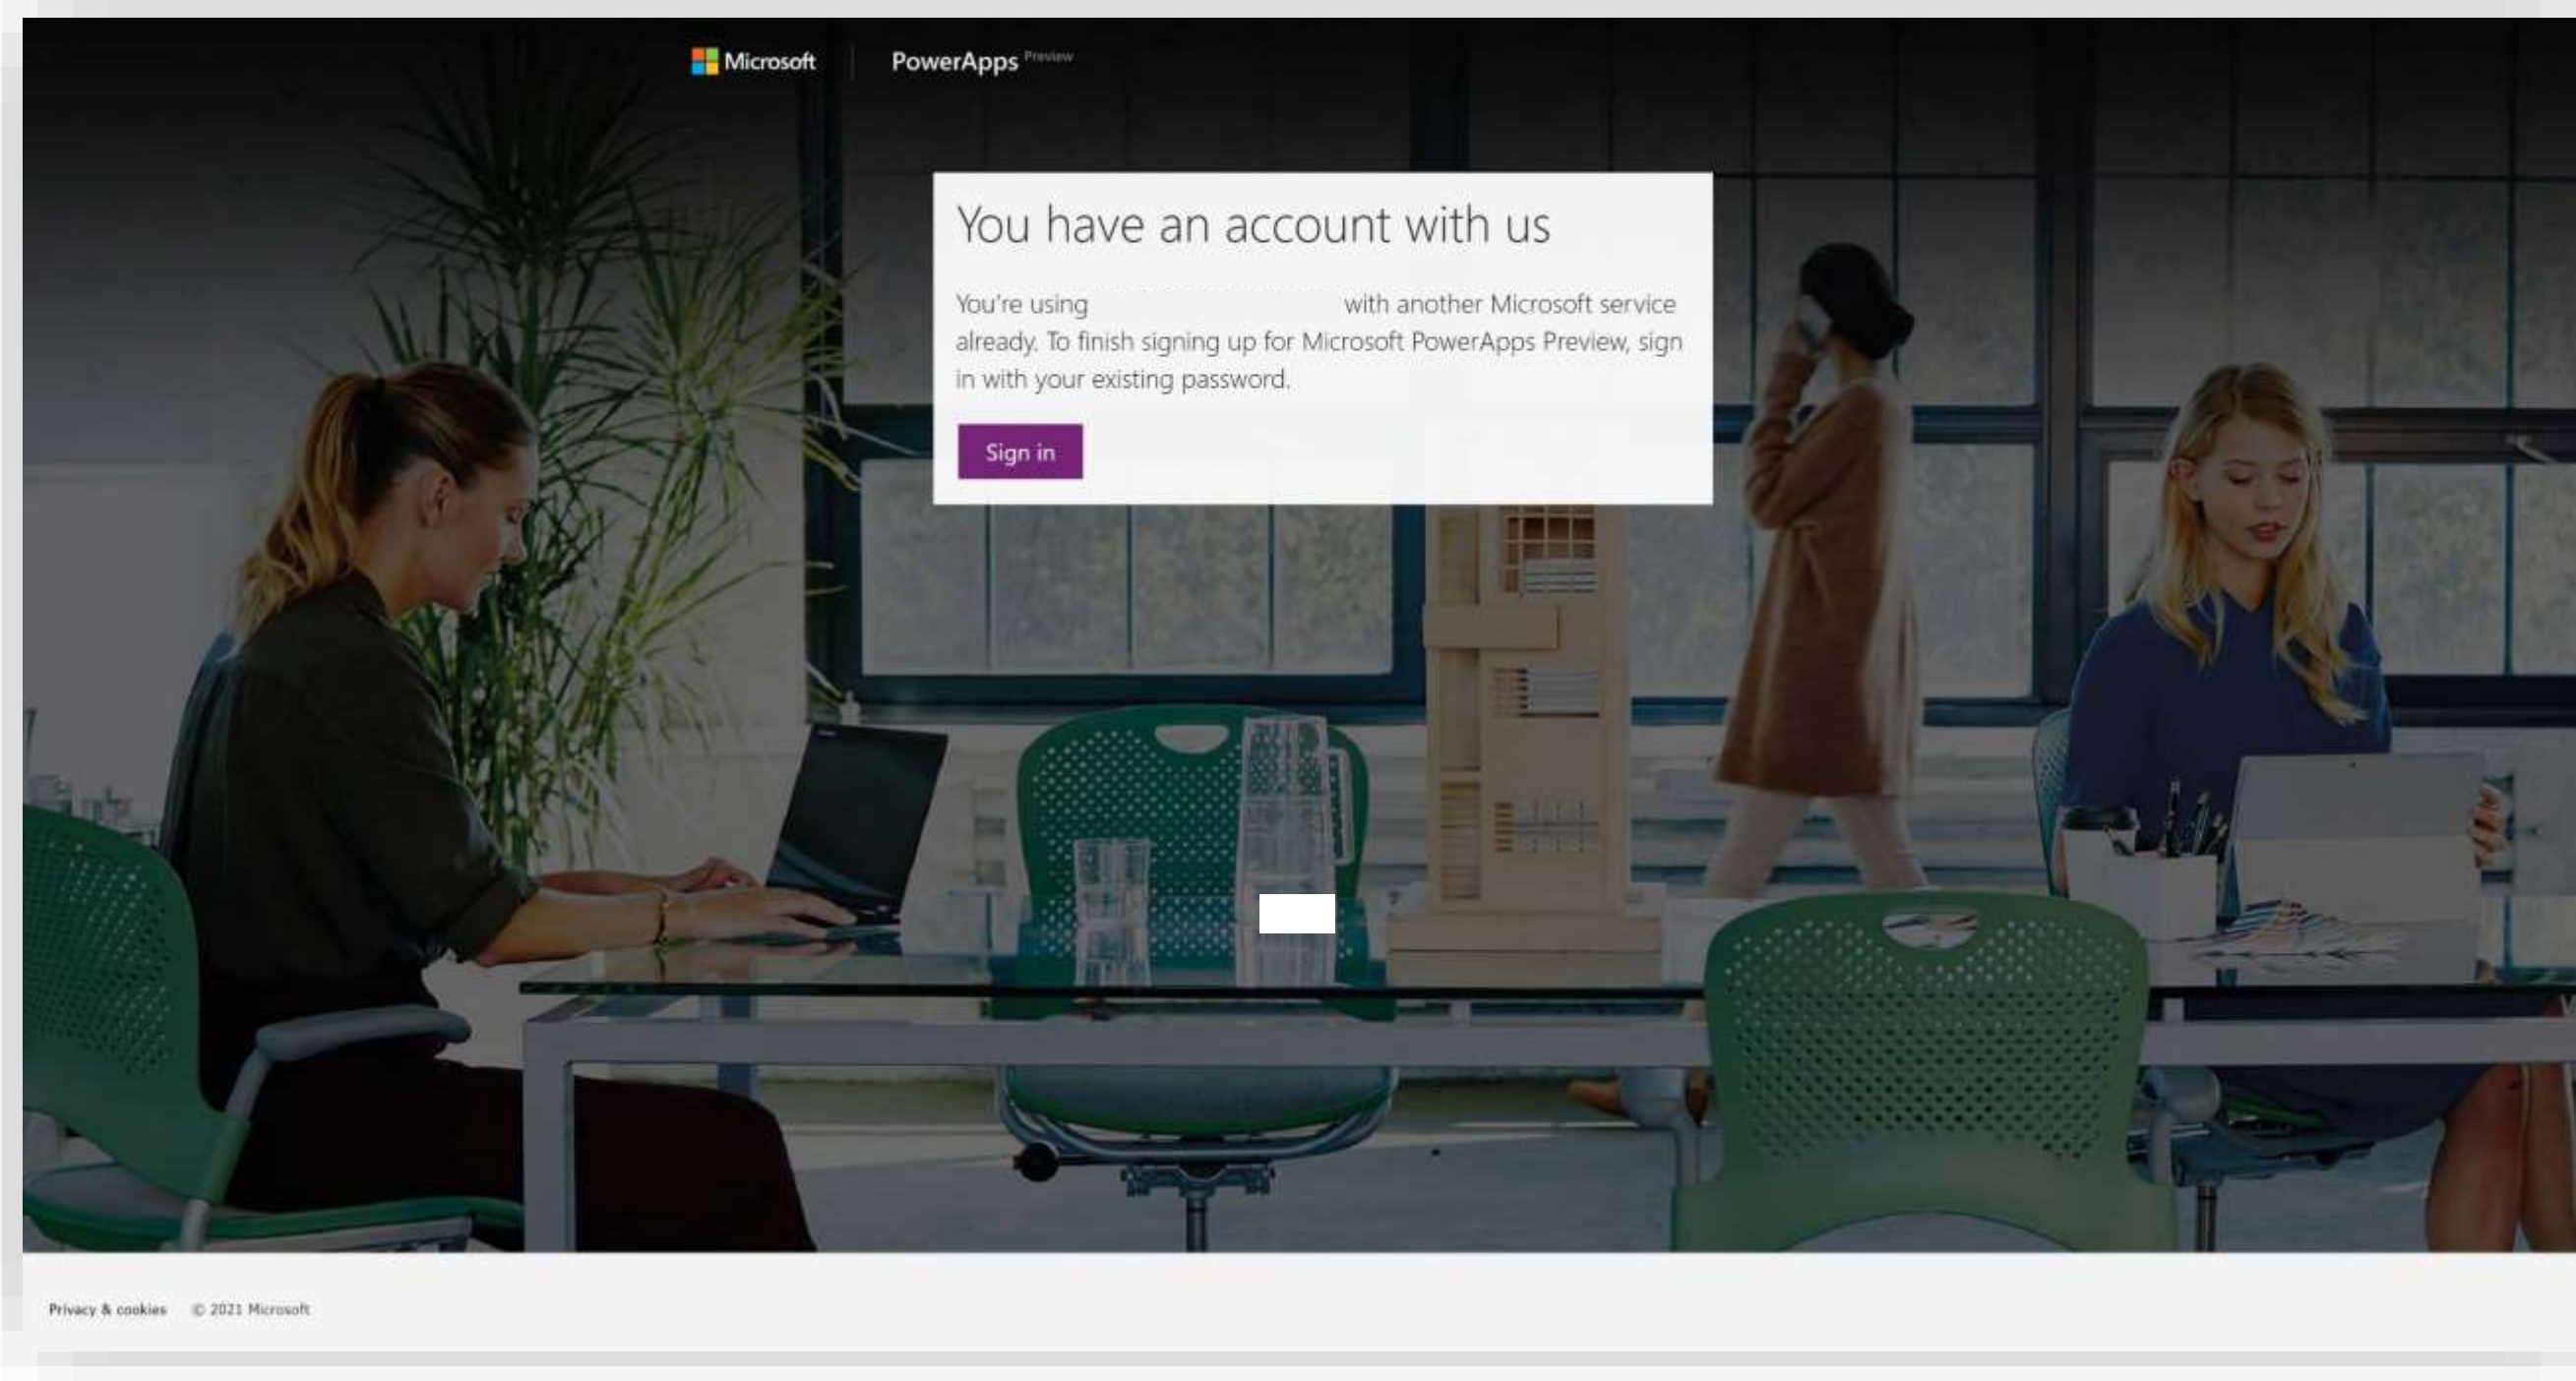 Microsoft PowerApps Preview
You have an account with us
You're using with another Microsoft service
already. To finish signing up for Microsoft PowerApps Preview, sign
in with your existing password.
Sign in
Privacy & cookies © 2021 Microsoft